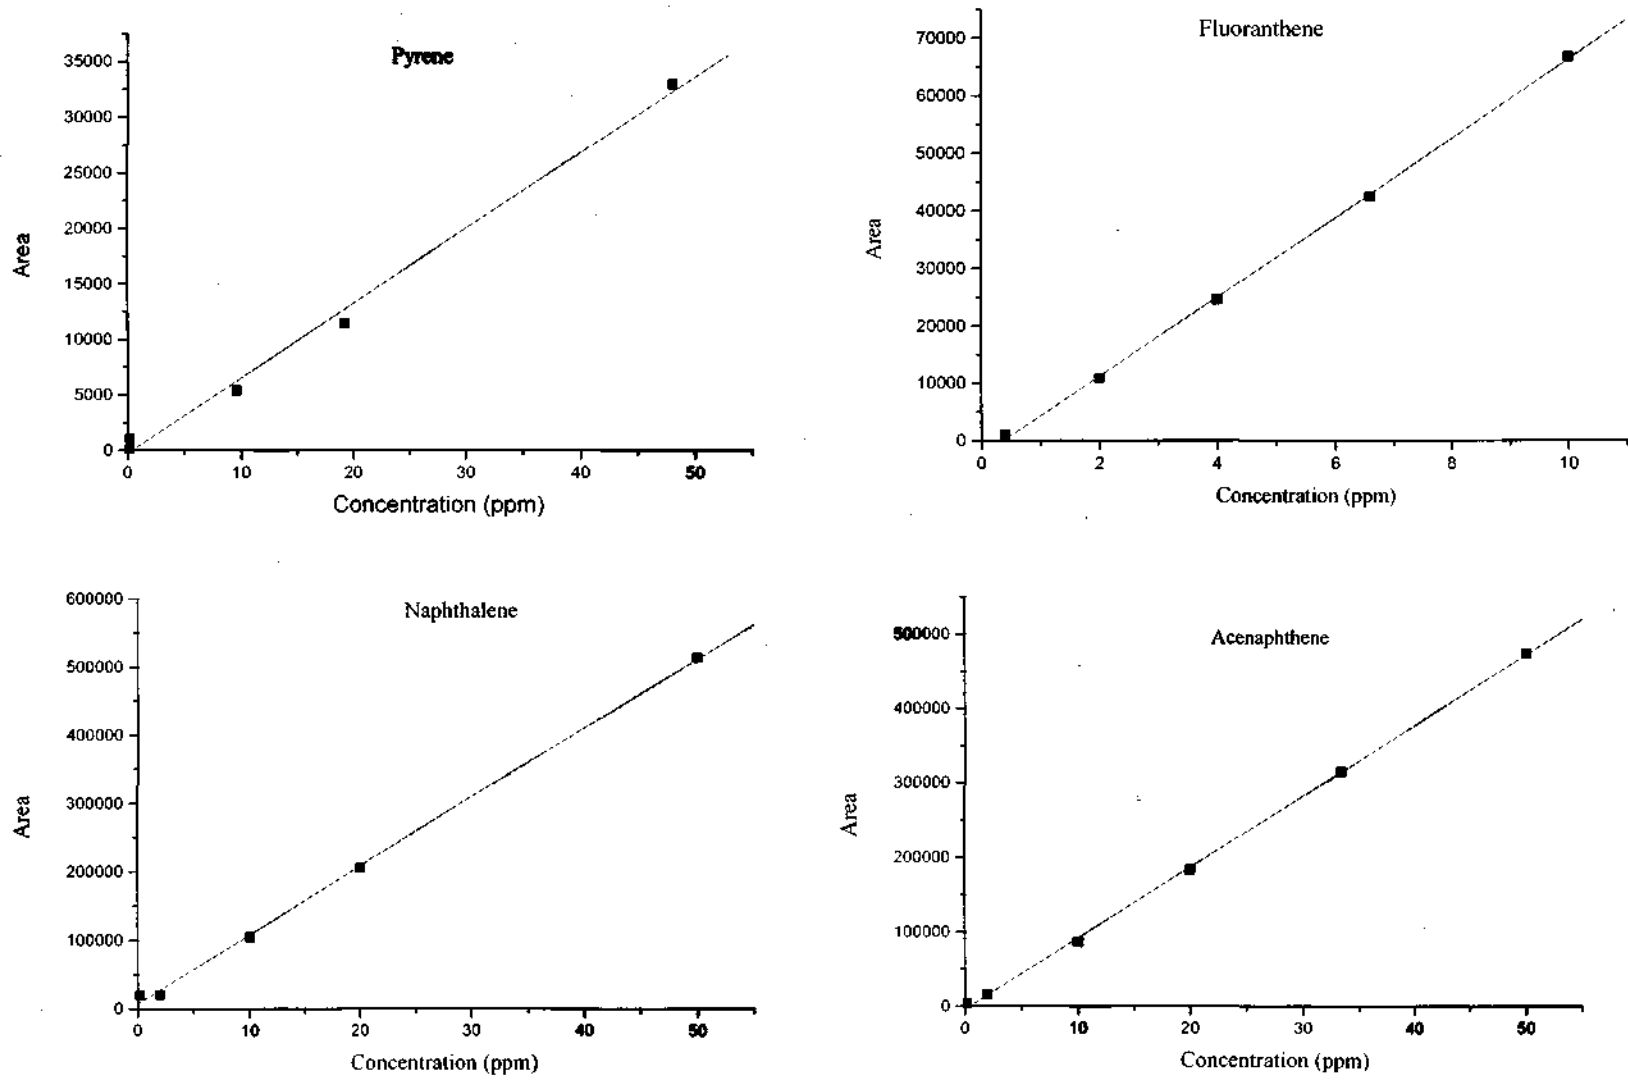 Pyrene
35000
30000
25000
20000
15000
10000
5000
0
Area
0 10 20 30 40 50
Concentration (ppm)
Fluoranthene
70000
60000
50000
40000
30000
20000
10000
0
Area
0 2 4 6 8 10
Concentration (ppm)
Naphthalene
600000
500000
400000
300000
200000
100000
0
Area
0 10 20 30 40 50
Concentration (ppm)
Acenaphthene
500000
400000
300000
200000
100000
0
Area
0 10 20 30 40 50
Concentration (ppm)